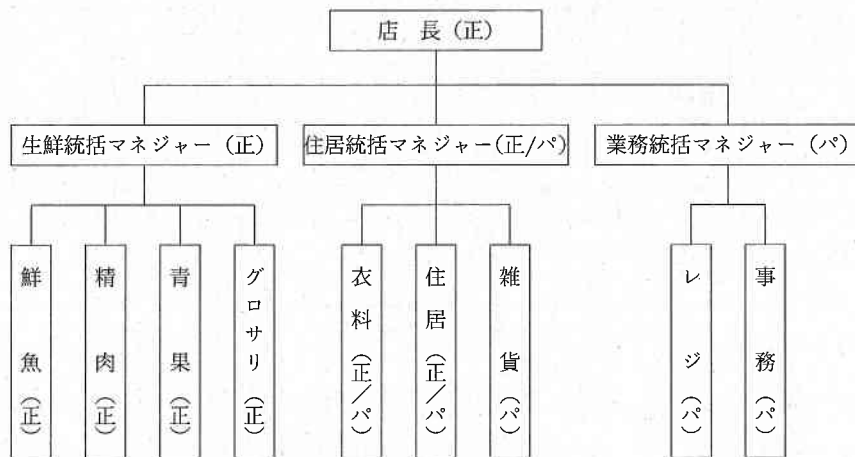 店 長 (正)
生鮮統括マネジャー (正)
住居統括マネジャー(正/パ)
業務統括マネジャー (パ)
鮮魚(正)
精肉(正)
青果(正)
グロサリ(正)
衣料(正/パ)
住居(正/パ)
雑貨(パ)
レジ(パ)
事務(パ)